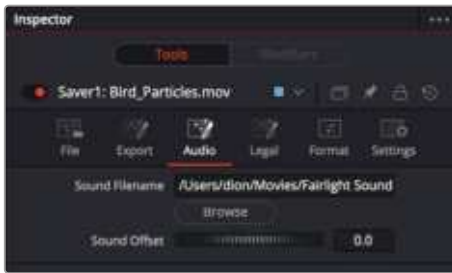 Inspector
Tools Modifiers
Saver1: Bird_Particles.mov
File Export Audio Legal Format Settings
Sound Filename /Users/dion/Movies/Fairlight Sound
Browse
Sound Offset 0.0